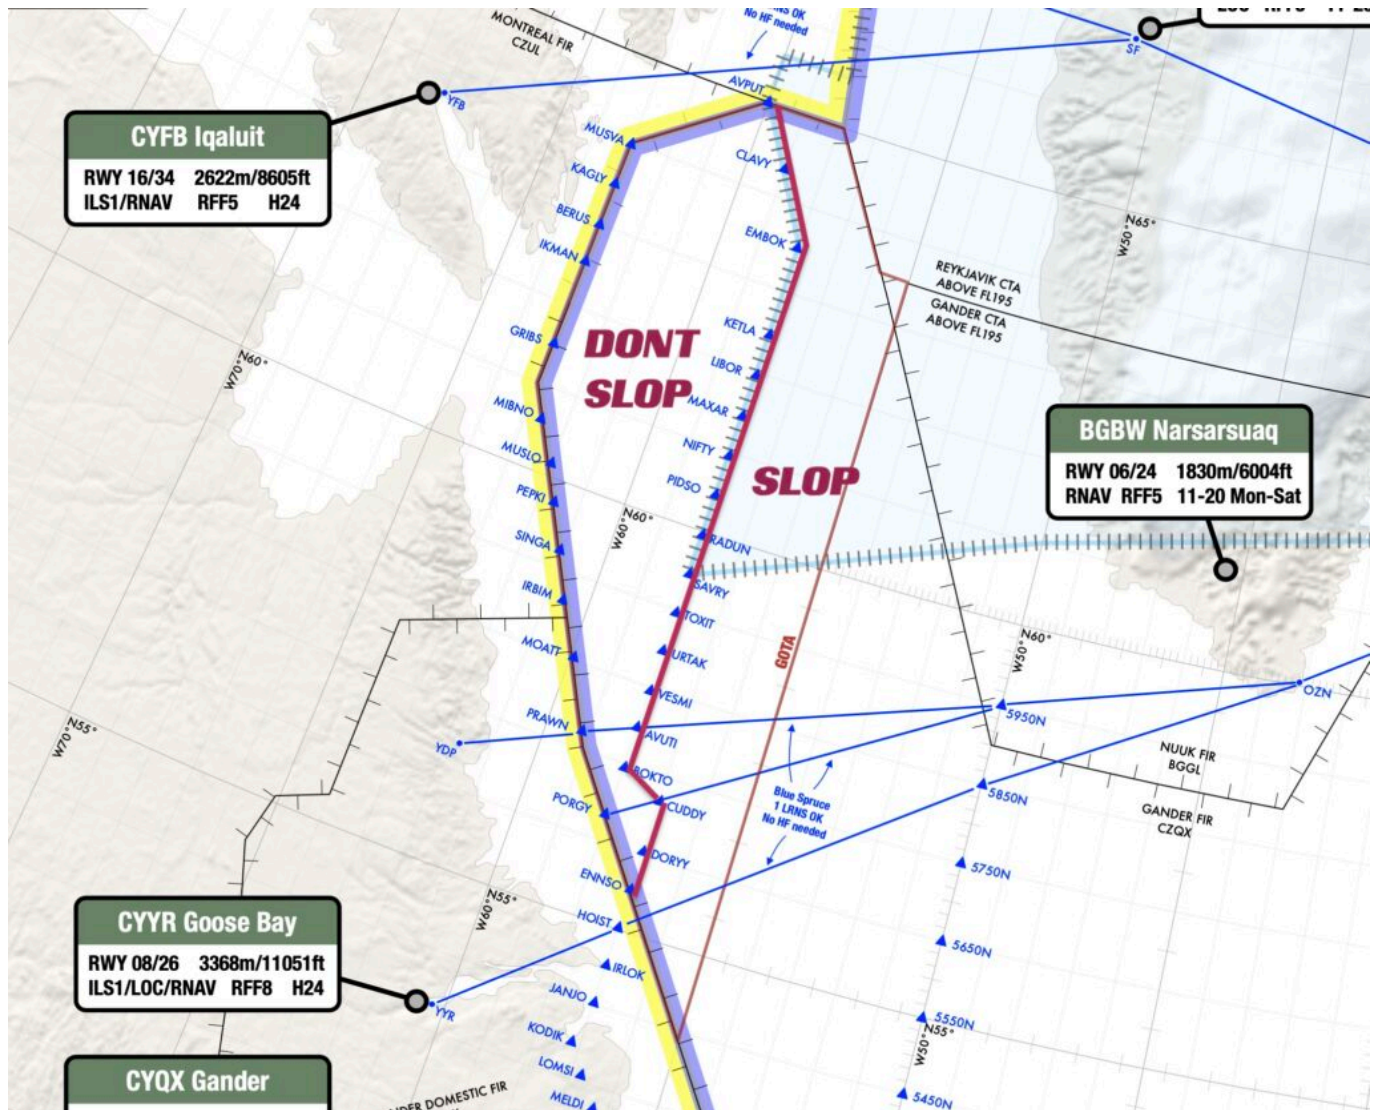 NS OK
No HF needed
MONTREAL FIR
CZUL
SF
AVPUT
YFB
CYFB Iqaluit
RWY 16/34 2622m/8605ft
ILS1/RNAV RFF5 H24
MUSVA
CLAVY
KAGLY
BERUS
EMBOK
IKMAN
N65°
W50°
REYKJAVIK CTA
ABOVE FL195
GANDER CTA
ABOVE FL195
GRIBS
KETLA
DONT
SLOP
LIBOR
N60°
W70°
MIBNO
MAXAR
MUSLO
NIFTY
SLOP
PEPKI
PIDSO
BGBW Narsarsuaq
RWY 06/24 1830m/6004ft
RNAV RFF5 11-20 Mon-Sat
N60°
W60°
SINGA
RADUN
IRBIM
SAVRY
TOXIT
MOATT
URTAK
GOTA
N60°
W50°
VESMI
OZN
PRAWN
AVUTI
5950N
N55°
W70°
YDP
ROKTO
NUUK FIR
BGGL
PORGY
CUDDY
Blue Spruce
1 LRNS OK
No HF needed
5850N
GANDER FIR
CZQX
DORYY
5750N
ENNSO
N55°
W60°
HOIST
5650N
CYYR Goose Bay
RWY 08/26 3368m/11051ft
ILS1/LOC/RNAV RFF8 H24
IRLOK
JANJO
YYR
5550N
N55°
W50°
KODIK
LOMSI
CYQX Gander
MELDI
DER DOMESTIC FIR
5450N